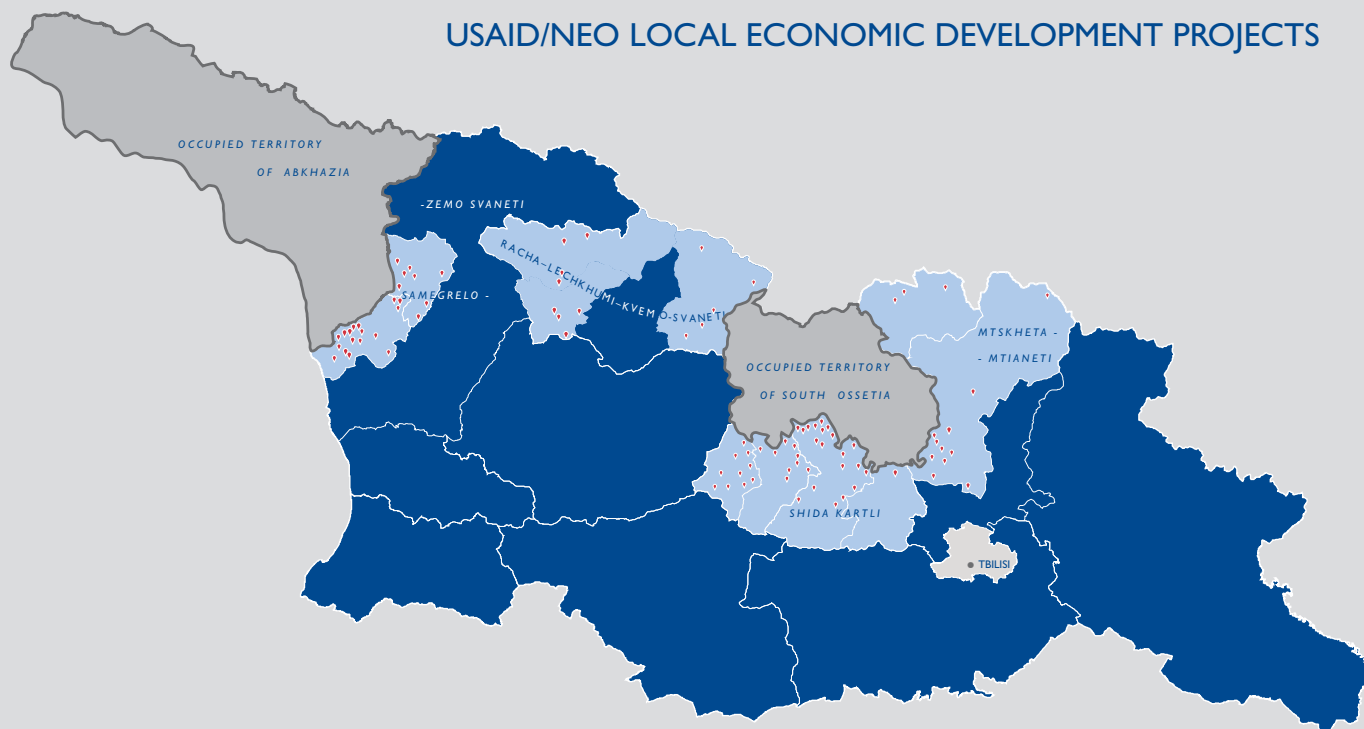 USAID/NEO LOCAL ECONOMIC DEVELOPMENT PROJECTS
OCCUPIED TERRITORY
OF ABKHAZIA
-ZEMO SVANETI
RACHA–LECHKHUMI–KVEMO-SVANETI
SAMEGRELO -
MTSKHETA -
- MTIANETI
OCCUPIED TERRITORY
OF SOUTH OSSETIA
SHIDA KARTLI
TBILISI